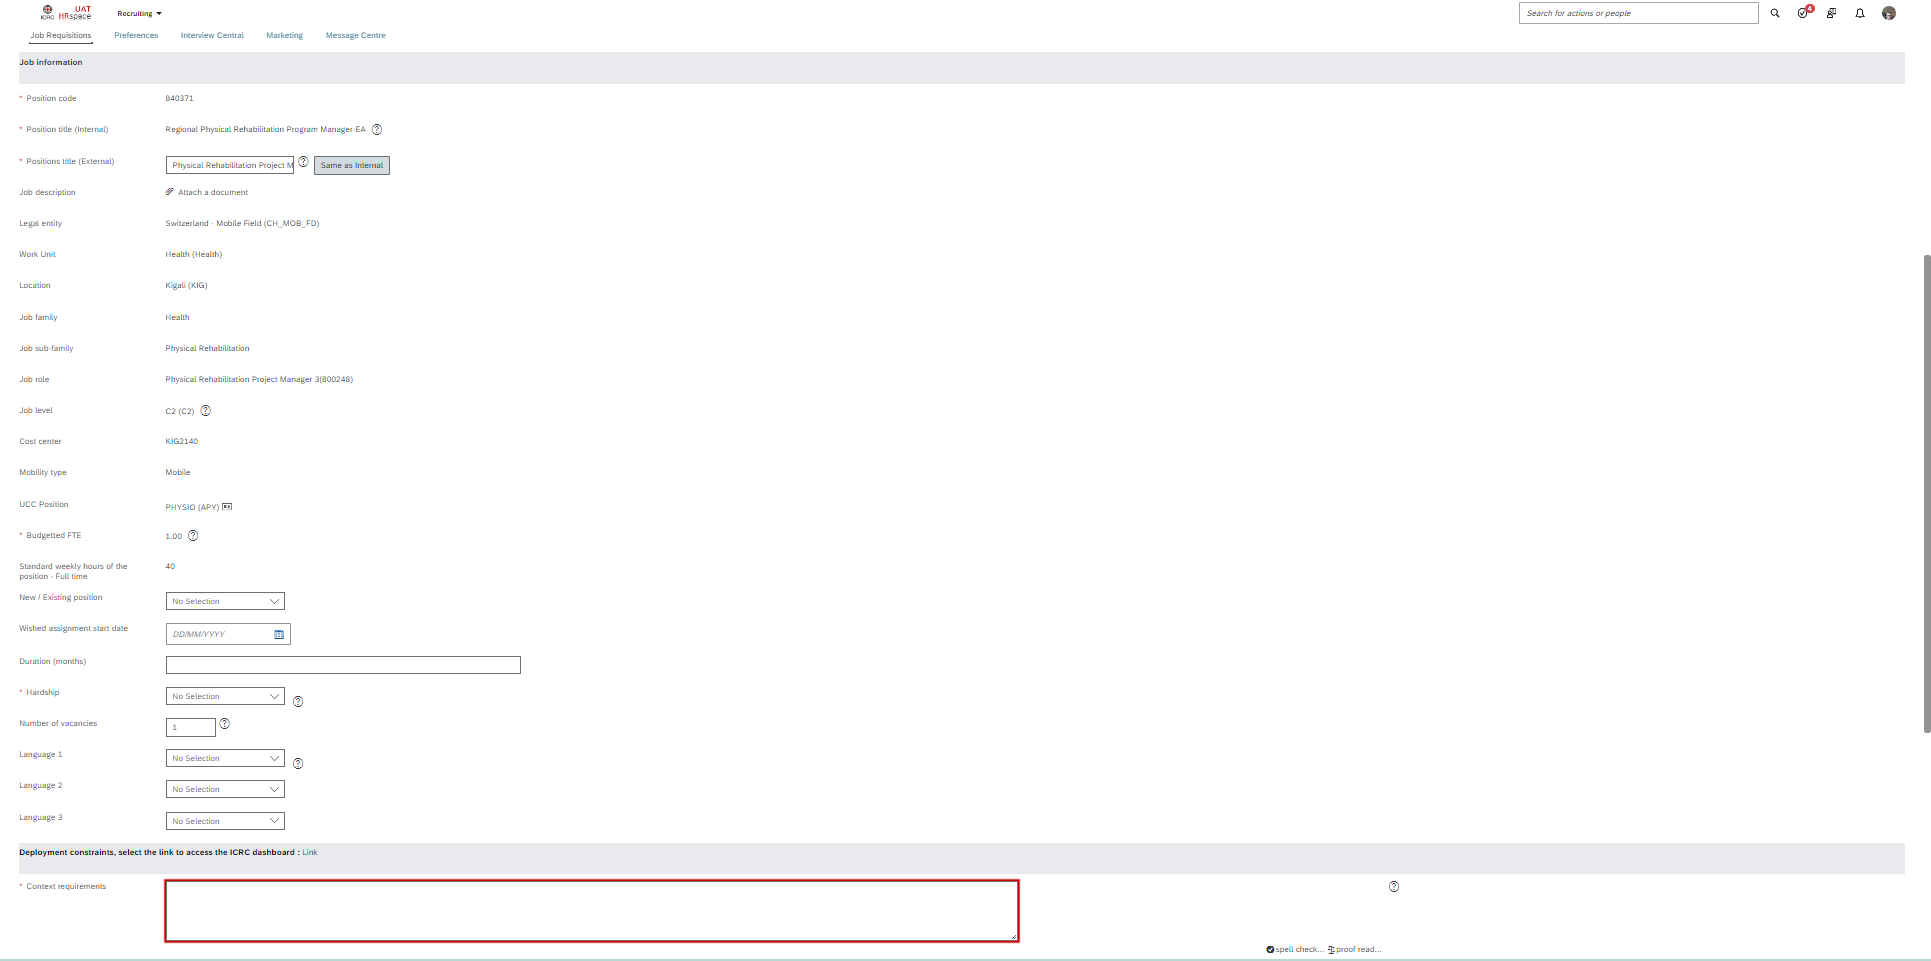 UAT
ICRC HRspace
Recruiting
Search for actions or people
4
Job Requisitions
Preferences
Interview Central
Marketing
Message Centre
Job information
* Position code
840371
* Position title (Internal)
Regional Physical Rehabilitation Program Manager-EA
* Positions title (External)
Physical Rehabilitation Project M
Same as Internal
Job description
Attach a document
Legal entity
Switzerland - Mobile Field (CH_MOB_FD)
Work Unit
Health (Health)
Location
Kigali (KIG)
Job family
Health
Job sub-family
Physical Rehabilitation
Job role
Physical Rehabilitation Project Manager 3(800248)
Job level
C2 (C2)
Cost center
KIG2140
Mobility type
Mobile
UCC Position
PHYSIO (APY)
* Budgetted FTE
1.00
Standard weekly hours of the
position - Full time
40
New / Existing position
No Selection
Wished assignment start date
DD/MM/YYYY
Duration (months)
* Hardship
No Selection
Number of vacancies
1
Language 1
No Selection
Language 2
No Selection
Language 3
No Selection
Deployment constraints, select the link to access the ICRC dashboard : Link
* Context requirements
spell check... proof read...